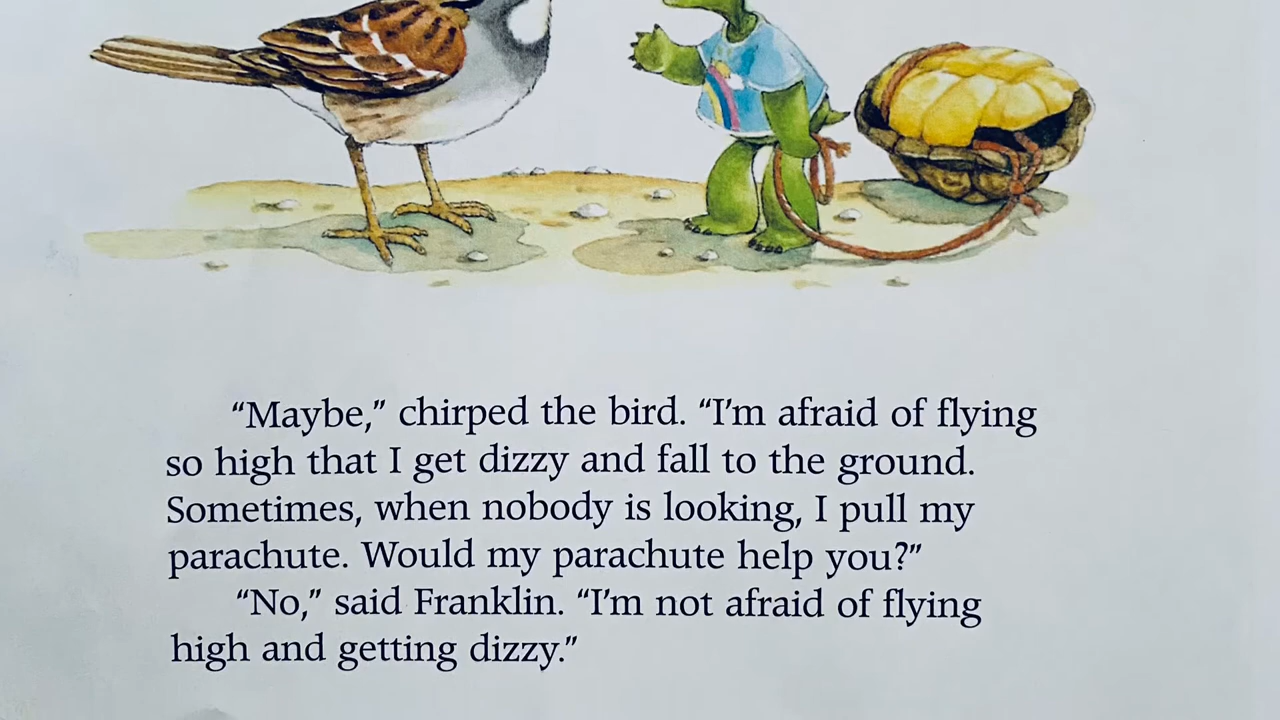 “Maybe,” chirped the bird. “I’m afraid of flying
so high that I get dizzy and fall to the ground.
Sometimes, when nobody is looking, I pull my
parachute. Would my parachute help you?”
“No,” said Franklin. “I’m not afraid of flying
high and getting dizzy.”